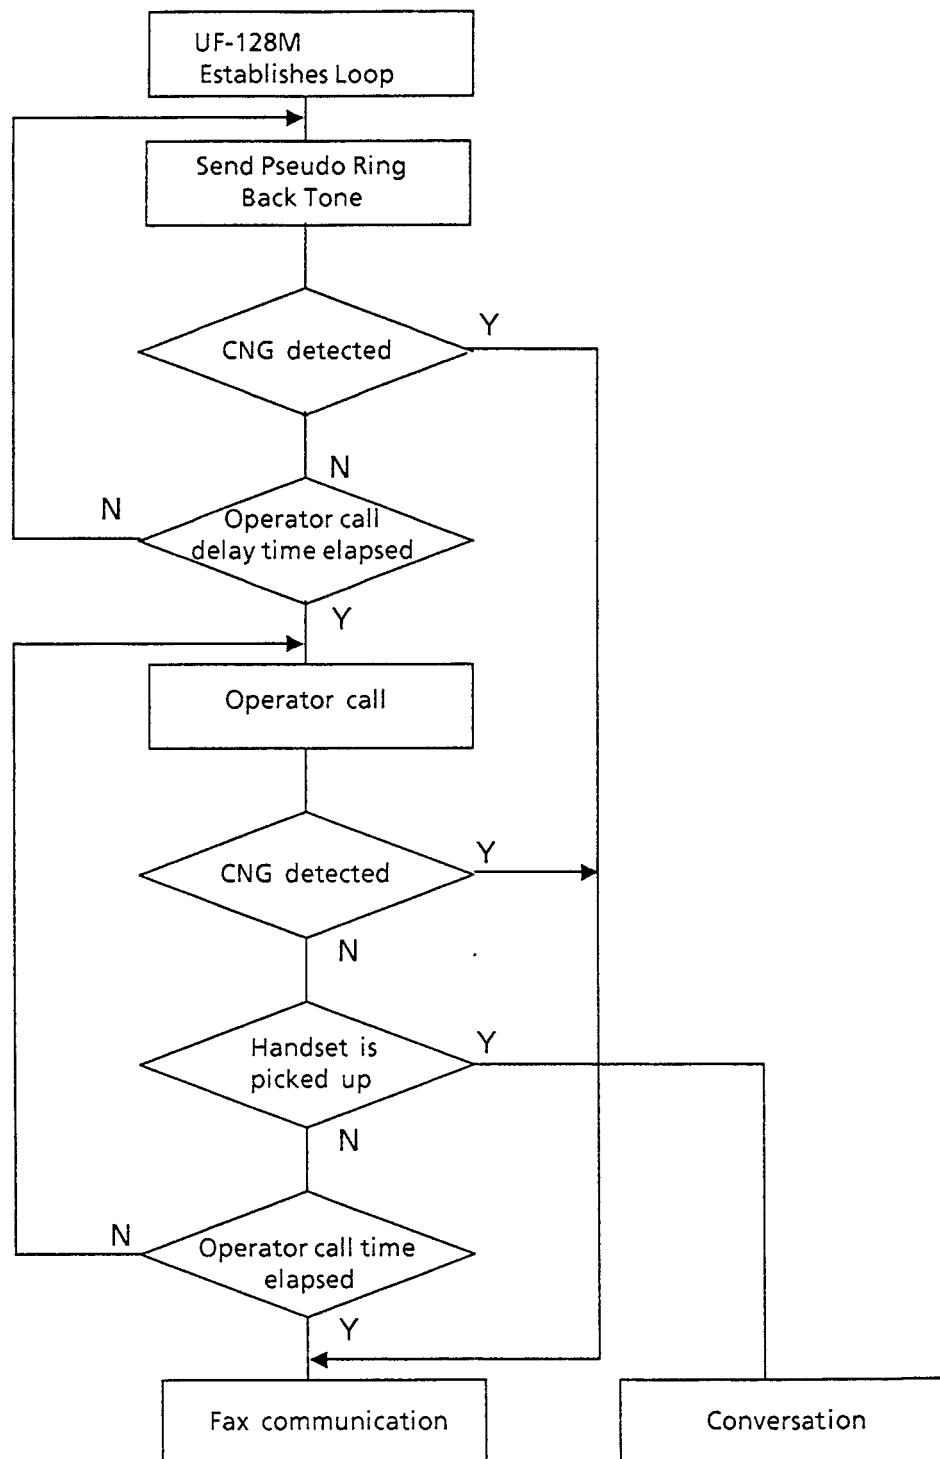 UF-128M
Establishes Loop
Send Pseudo Ring
Back Tone
CNG detected
Y
N
Operator call
delay time elapsed
N
Y
Operator call
CNG detected
Y
N
Handset is
picked up
Y
N
Operator call time
elapsed
N
Y
Fax communication
Conversation